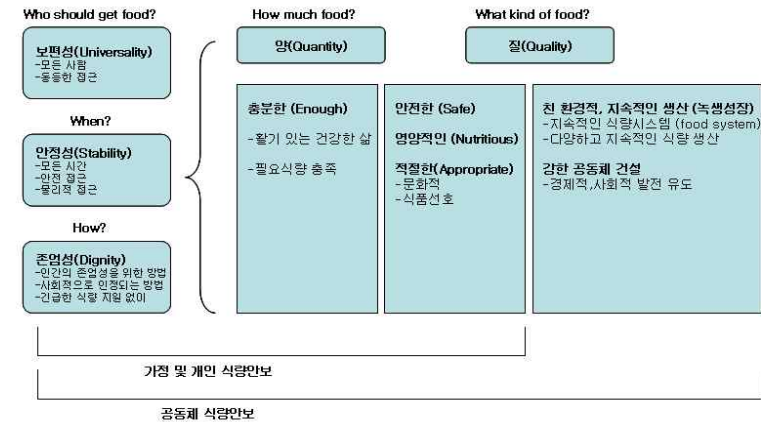 Who should get food?
How much food?
What kind of food?
보편성(Universality)
-모든 사람
-동등한 접근
When?
안정성(Stability)
-모든 시간
-안전 접근
-물리적 접근
How?
존엄성(Dignity)
-인간의 존엄성을 위한 방법
-사회적으로 인정되는 방법
-긴급한 식량 지원 없이
양(Quantity)
질(Quality)
충분한 (Enough)
-활기 있는 건강한 삶
-필요식량 충족
안전한 (Safe)
영양적인 (Nutritious)
적절한(Appropriate)
-문화적
-식품선호
친 환경적, 지속적인 생산 (녹생성장)
-지속적인 식량시스템 (food system)
-다양하고 지속적인 식량 생산
강한 공동체 건설
-경제적,사회적 발전 유도
가정 및 개인 식량안보
공동체 식량안보